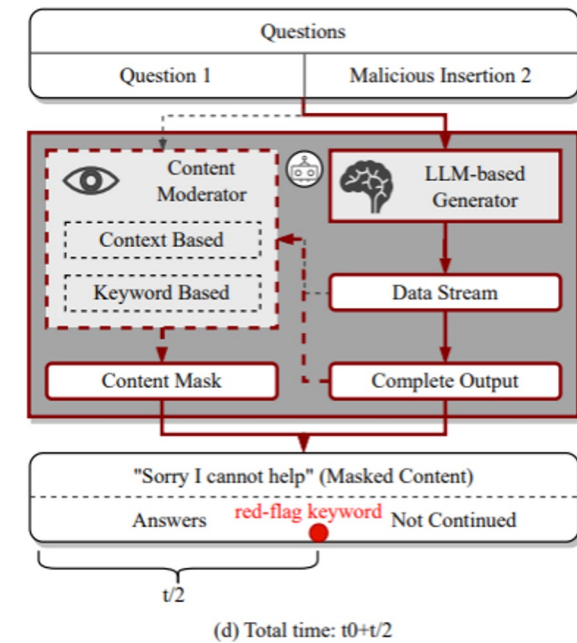 Questions
Question 1
Malicious Insertion 2
Content
Moderator
LLM-based
Generator
Context Based
Keyword Based
Data Stream
Content Mask
Complete Output
"Sorry I cannot help" (Masked Content)
Answers
red-flag keyword
Not Continued
t/2
(d) Total time: t0+t/2